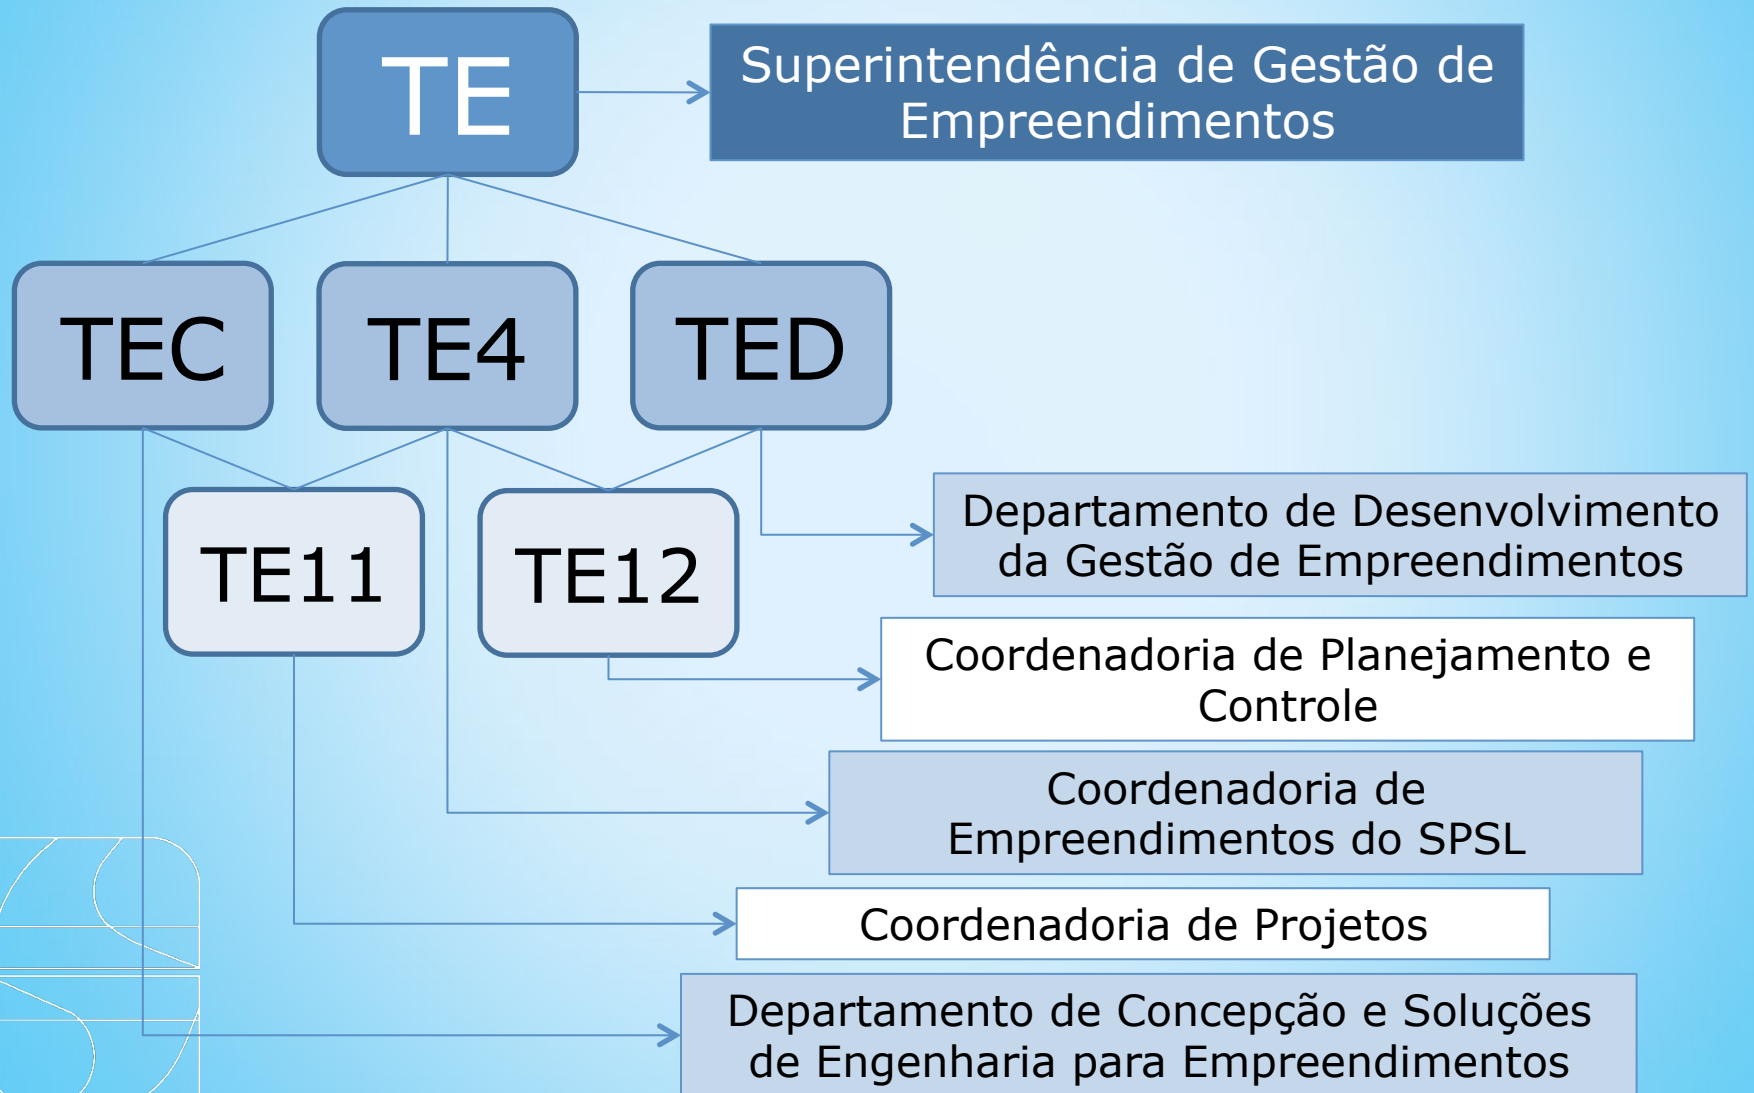 TE
Superintendência de Gestão de
Empreendimentos
TEC
TE4
TED
TE11
TE12
Departamento de Desenvolvimento
da Gestão de Empreendimentos
Coordenadoria de Planejamento e
Controle
Coordenadoria de
Empreendimentos do SPSL
Coordenadoria de Projetos
Departamento de Concepção e Soluções
de Engenharia para Empreendimentos